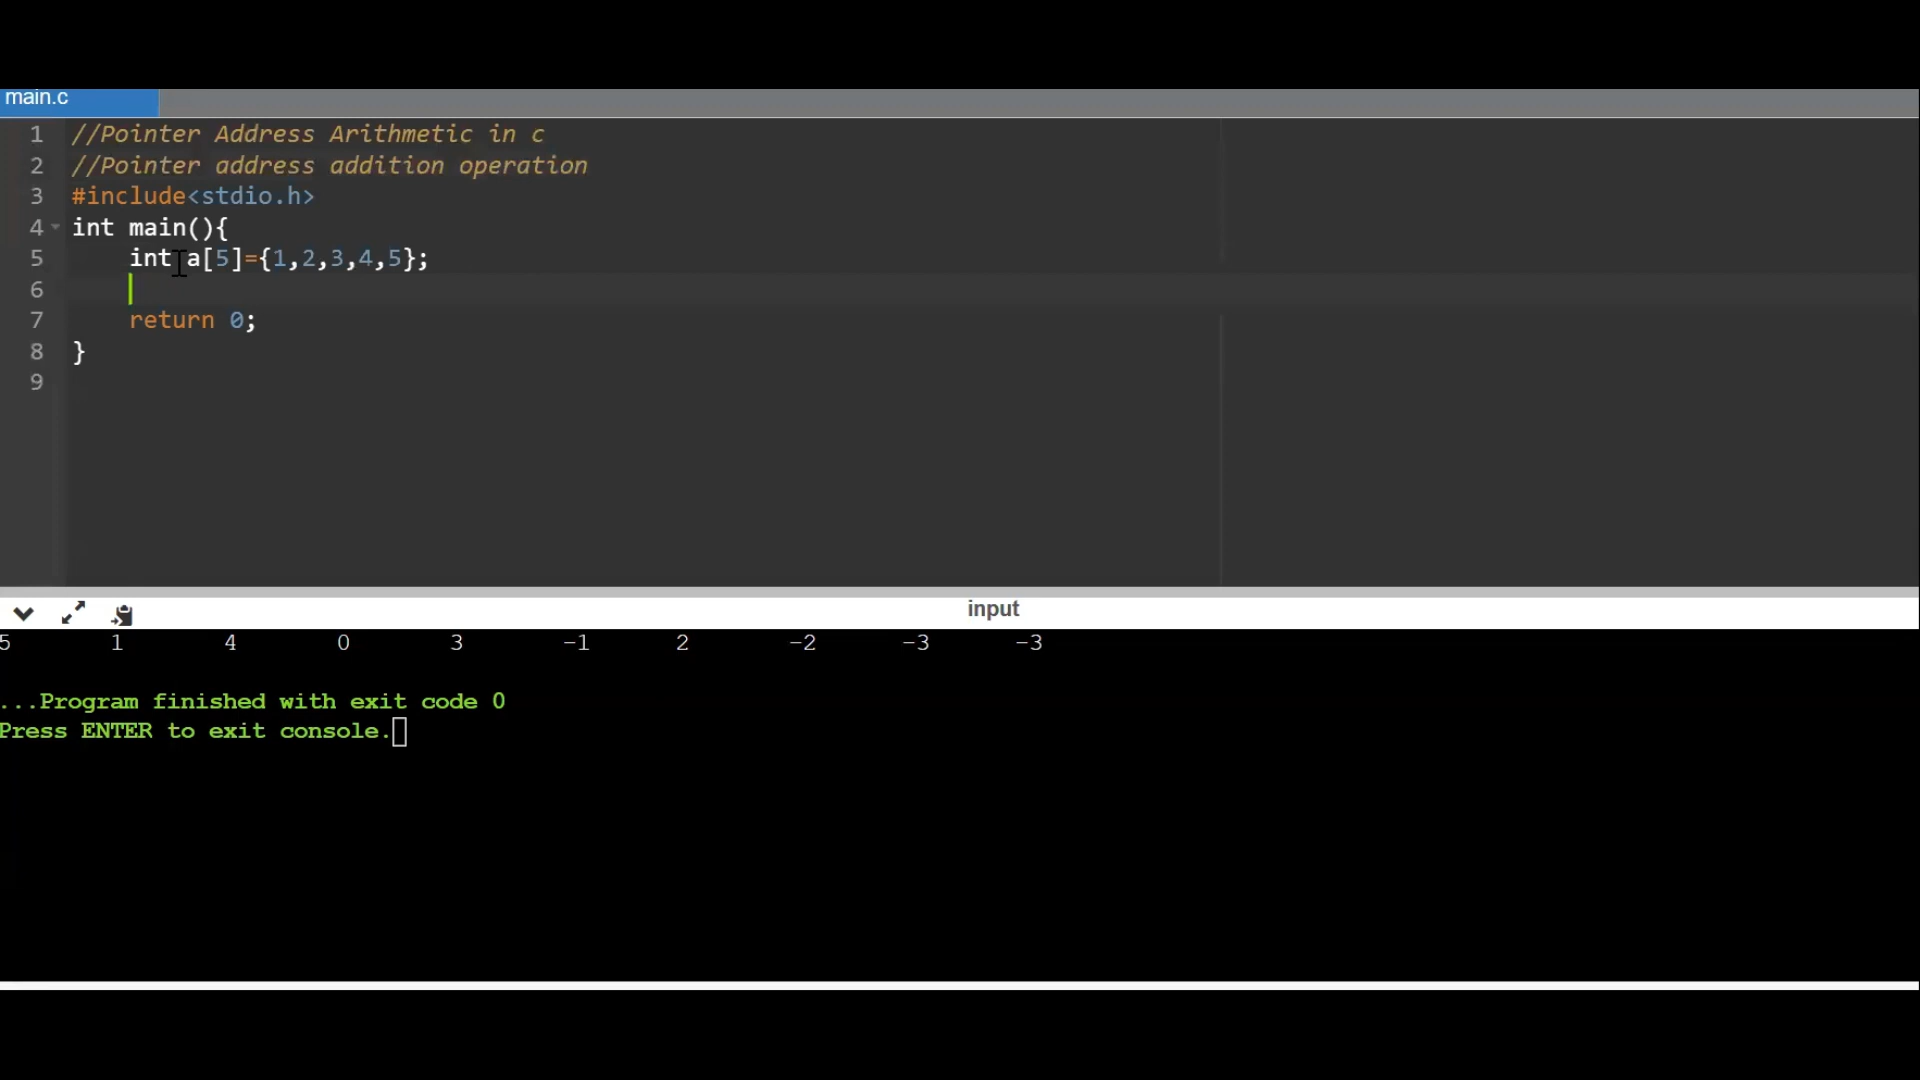 main.c
1 //Pointer Address Arithmetic in c
2 //Pointer address addition operation
3 #include<stdio.h>
4 int main(){
5 int a[5]={1,2,3,4,5};
6
7 return 0;
8 }
9
input
5 1 4 0 3 -1 2 -2 -3 -3
...Program finished with exit code 0
Press ENTER to exit console.